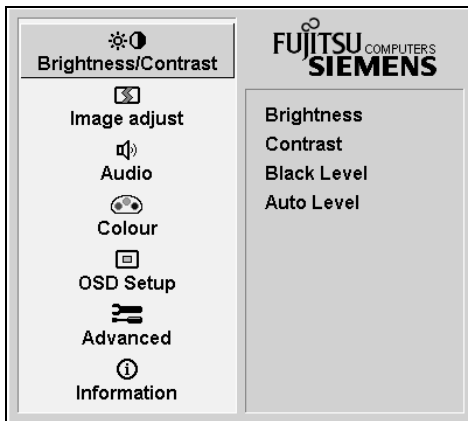 Brightness/Contrast
Image adjust
Audio
Colour
OSD Setup
Advanced
Information
FUJITSU COMPUTERS
SIEMENS
Brightness
Contrast
Black Level
Auto Level